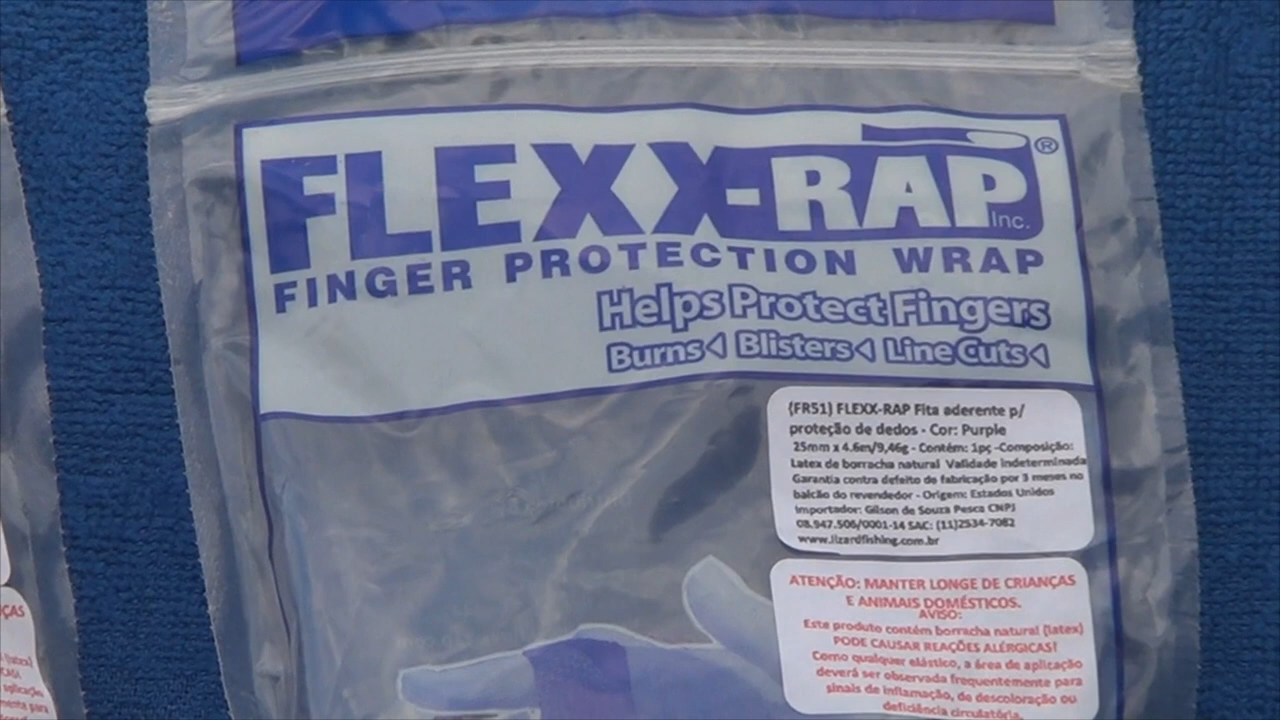 FLEXX-RAP®
Inc.
FINGER PROTECTION WRAP
Helps Protect Fingers
Burns Blisters Line Cuts
(FR51) FLEXX-RAP Fita aderente p/
proteção de dedos - Cor: Purple
25mm x 4.6m/9,46g - Contém: 1pç -Composição:
Latex de borracha natural Validade Indeterminada
Garantia contra defeito de fabricação por 3 meses no
balcão do revendedor - Origem: Estados Unidos
Importador: Gilson de Souza Pesca CNPJ
08.947.506/0001-14 SAC: (11)2534-7082
www.lizardfishing.com.br
ATENÇÃO: MANTER LONGE DE CRIANÇAS
E ANIMAIS DOMÉSTICOS.
AVISO:
Este produto contém borracha natural (latex)
PODE CAUSAR REAÇÕES ALÉRGICAS!
Como qualquer elástico, a área de aplicação
deverá ser observada frequentemente para
sinais de inflamação, de descoloração ou
deficiência circulatória.